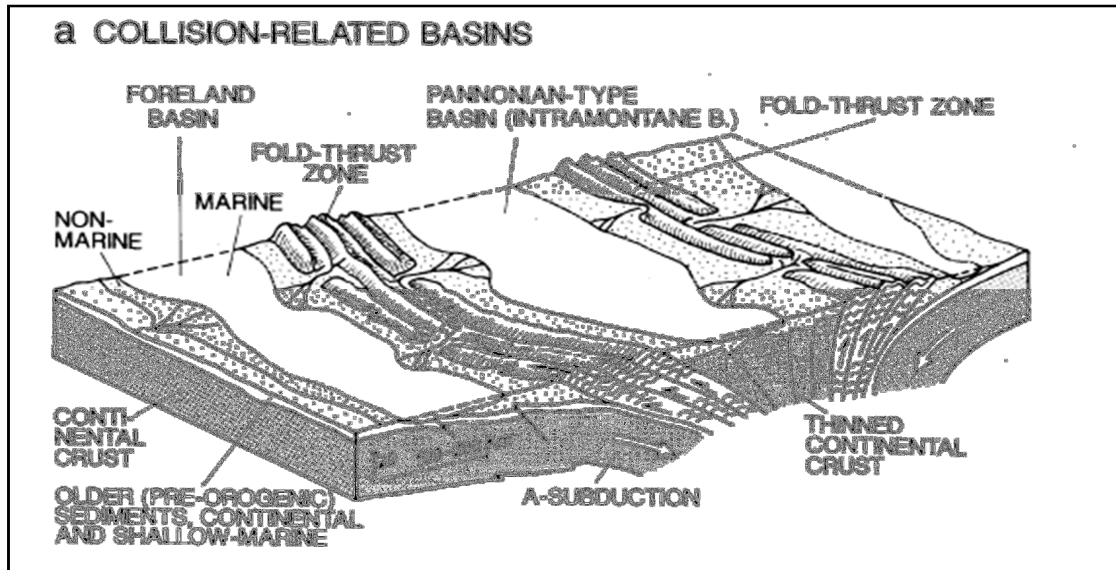 a COLLISION-RELATED BASINS
FORELAND
BASIN
PANNONIAN-TYPE
BASIN (INTRAMONTANE B.)
FOLD-THRUST ZONE
FOLD-THRUST
ZONE
MARINE
NON-
MARINE
CONTI-
NENTAL
CRUST
THINNED
CONTINENTAL
CRUST
A-SUBDUCTION
OLDER (PRE-OROGENIC)
SEDIMENTS, CONTINENTAL
AND SHALLOW-MARINE